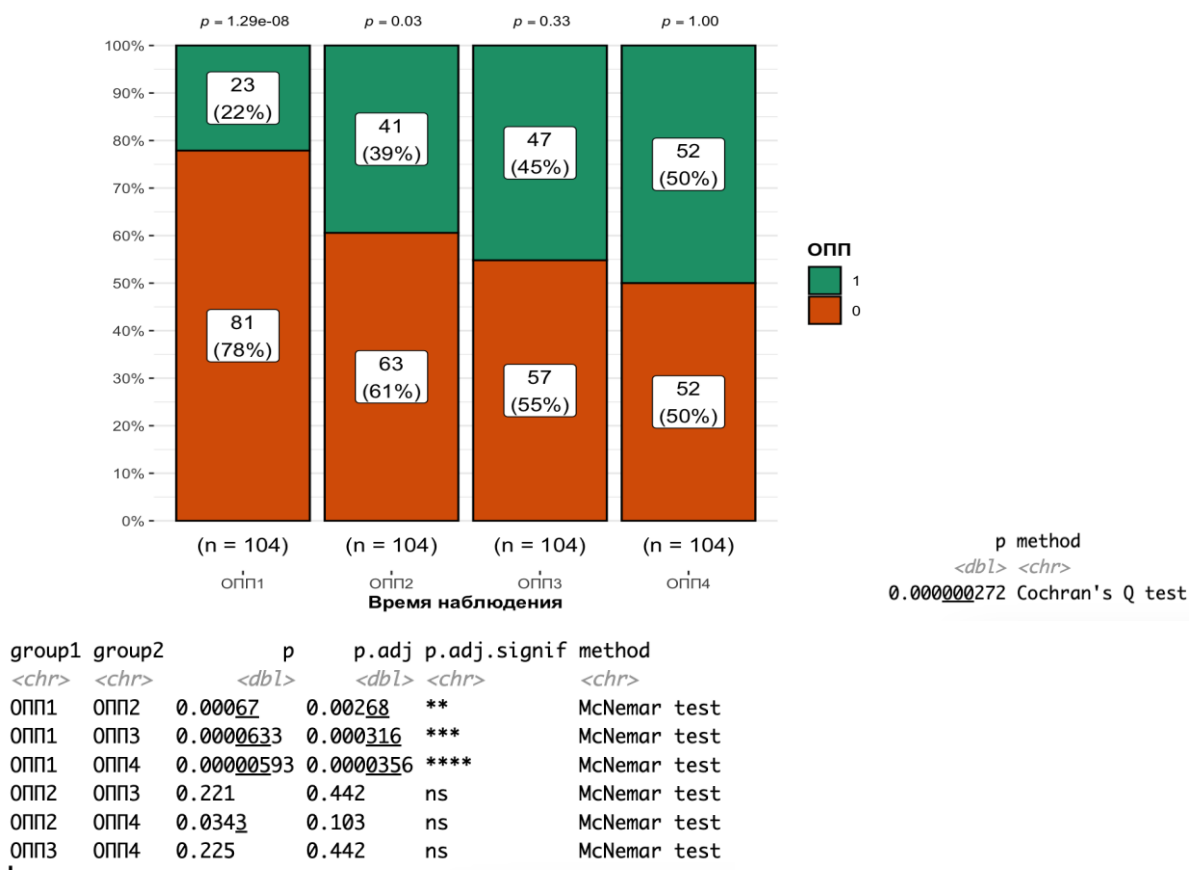 p = 1.29e-08 p = 0.03 p = 0.33 p = 1.00
100%
90%
80%
70%
60%
50%
40%
30%
20%
10%
0%
23
(22%)
41
(39%)
47
(45%)
52
(50%)
81
(78%)
63
(61%)
57
(55%)
52
(50%)
ОПП
1
0
(n = 104) (n = 104) (n = 104) (n = 104)
ОПП1 ОПП2 ОПП3 ОПП4
Время наблюдения
p method
<dbl> <chr>
0.000000272 Cochran's Q test
group1 group2 p p.adj p.adj.signif method
<chr> <chr> <dbl> <dbl> <chr> <chr>
ОПП1 ОПП2 0.00067 0.00268 ** McNemar test
ОПП1 ОПП3 0.0000633 0.000316 *** McNemar test
ОПП1 ОПП4 0.00000593 0.0000356 **** McNemar test
ОПП2 ОПП3 0.221 0.442 ns McNemar test
ОПП2 ОПП4 0.0343 0.103 ns McNemar test
ОПП3 ОПП4 0.225 0.442 ns McNemar test